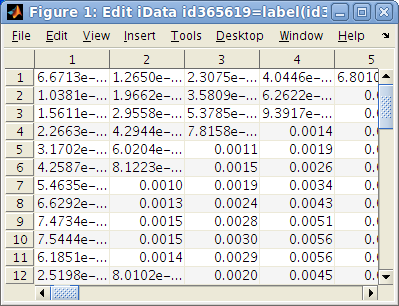 Figure 1: Edit iData id365619=label(id3
File Edit View Insert Tools Desktop Window Help
1 2 3 4 5
1 6.6713e-... 1.2650e-... 2.3075e-... 4.0446e-... 6.8010
2 1.0381e-... 1.9662e-... 3.5809e-... 6.2622e-... 0.0
3 1.5611e-... 2.9558e-... 5.3785e-... 9.3917e-... 0.0
4 2.2663e-... 4.2944e-... 7.8158e-... 0.0014 0.0
5 3.1702e-... 6.0204e-... 0.0011 0.0019 0.0
6 4.2587e-... 8.1223e-... 0.0015 0.0026 0.0
7 5.4635e-... 0.0010 0.0019 0.0034 0.0
8 6.6292e-... 0.0013 0.0024 0.0043 0.0
9 7.4734e-... 0.0015 0.0028 0.0051 0.0
10 7.5444e-... 0.0015 0.0030 0.0056 0.0
11 6.1851e-... 0.0014 0.0029 0.0056 0.0
12 2.5198e-... 8.0102e-... 0.0020 0.0045 0.0